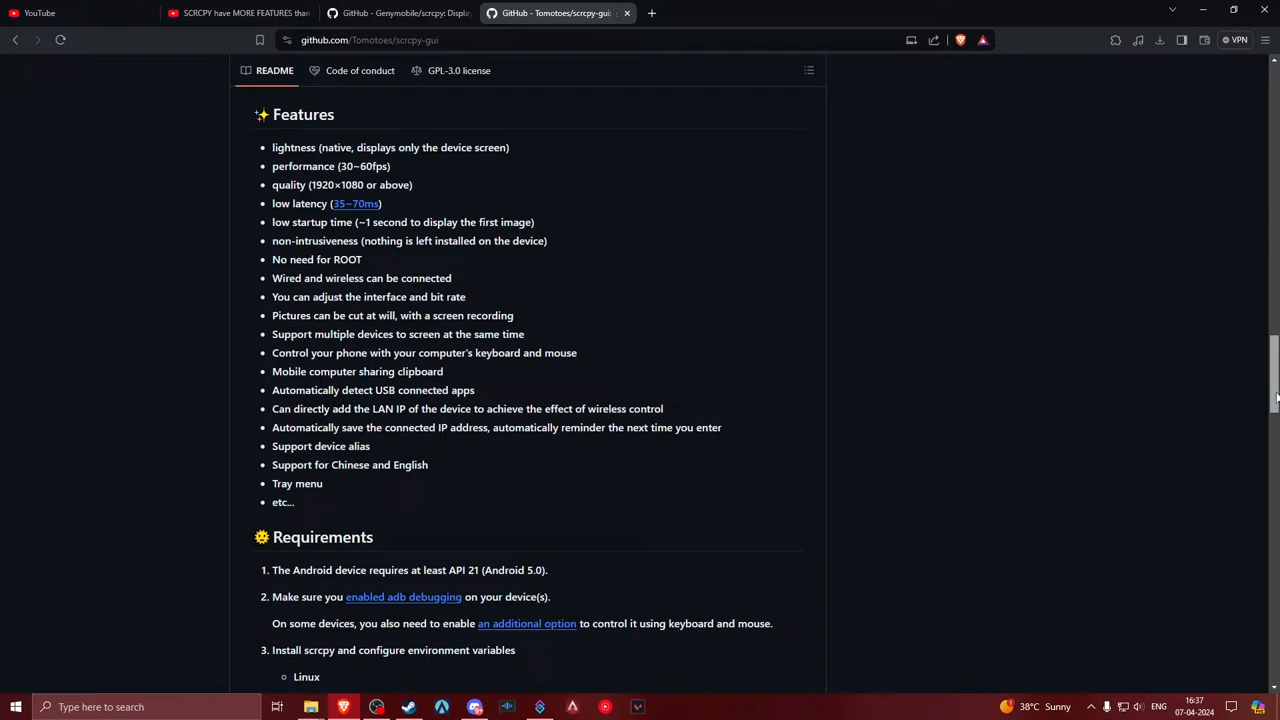 YouTube
SCRCPY have MORE FEATURES than
GitHub - Genymobile/scrcpy: Displa
GitHub - Tomotoes/scrcpy-gui:
github.com/Tomotoes/scrcpy-gui
VPN
README
Code of conduct
GPL-3.0 license
✨ Features
• lightness (native, displays only the device screen)
• performance (30~60fps)
• quality (1920×1080 or above)
• low latency (35~70ms)
• low startup time (~1 second to display the first image)
• non-intrusiveness (nothing is left installed on the device)
• No need for ROOT
• Wired and wireless can be connected
• You can adjust the interface and bit rate
• Pictures can be cut at will, with a screen recording
• Support multiple devices to screen at the same time
• Control your phone with your computer's keyboard and mouse
• Mobile computer sharing clipboard
• Automatically detect USB connected apps
• Can directly add the LAN IP of the device to achieve the effect of wireless control
• Automatically save the connected IP address, automatically reminder the next time you enter
• Support device alias
• Support for Chinese and English
• Tray menu
• etc...
🌞 Requirements
1. The Android device requires at least API 21 (Android 5.0).
2. Make sure you enabled adb debugging on your device(s).
On some devices, you also need to enable an additional option to control it using keyboard and mouse.
3. Install scrcpy and configure environment variables
○ Linux
Type here to search
38°C Sunny
ENG
16:37
07-04-2024